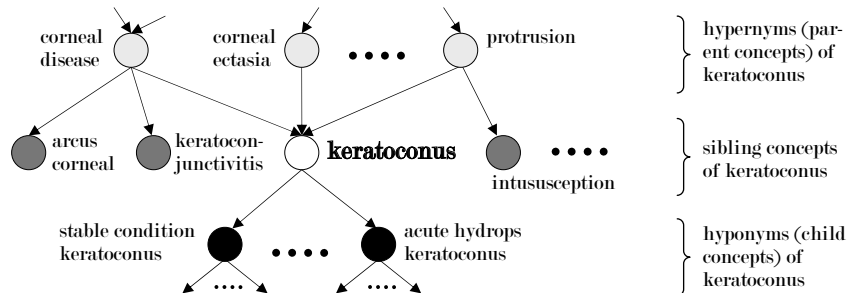 corneal
disease
corneal
ectasia
protrusion
hypernyms (par-
ent concepts) of
keratoconus
arcus
corneal
keratocon-
junctivitis
keratoconus
intususception
sibling concepts
of keratoconus
stable condition
keratoconus
acute hydrops
keratoconus
hyponyms (child
concepts) of
keratoconus